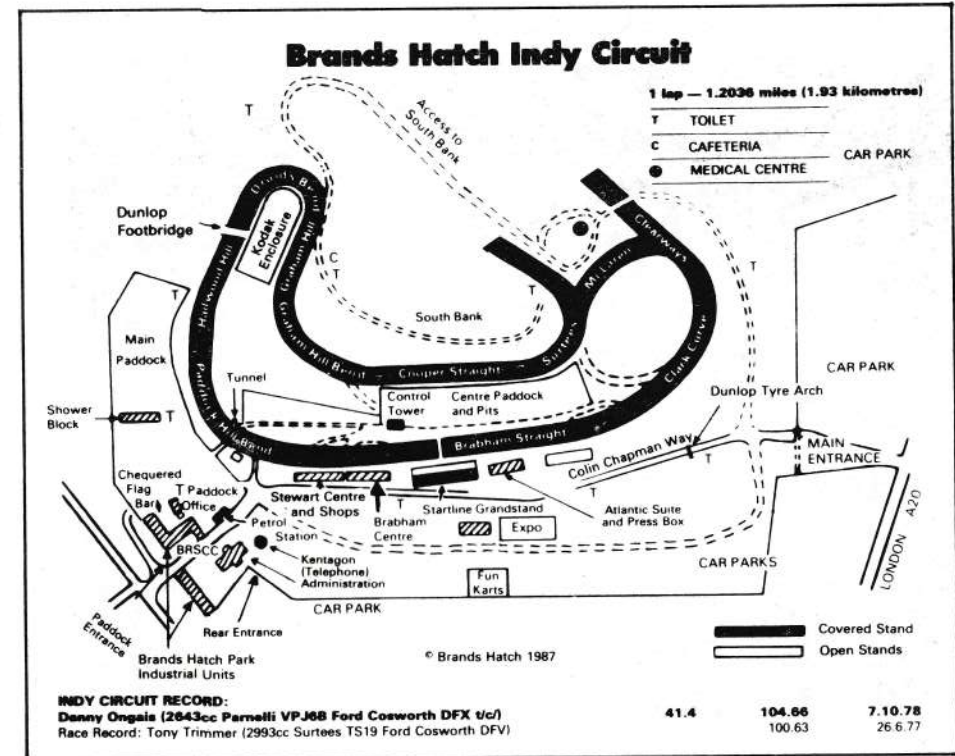 Brands Hatch Indy Circuit
1 lap — 1.2036 miles (1.93 kilometres)
T TOILET
C CAFETERIA
MEDICAL CENTRE
CAR PARK
Access to
South Bank
T
Druids Bend
Dunlop
Footbridge
Kodak
Enclosure
Hailwood Hill
Graham Hill
C
T
Clearways
McLaren
T
T
T
South Bank
Graham Hill Bend
Cooper Straight
Surtees
Clark Curve
Main
Paddock
Tunnel
Paddock Hill Bend
Control
Tower
Centre Paddock
and Pits
Brabham Straight
CAR PARK
Dunlop Tyre Arch
Shower
Block
T
Colin Chapman Way
T
MAIN
ENTRANCE
Chequered
Flag
Bar
T
Paddock
Office
Stewart Centre
and Shops
T
Brabham
Centre
Startline Grandstand
Atlantic Suite
and Press Box
T
Petrol
Station
Expo
BRSCC
Kentagon
(Telephone)
Administration
CAR PARKS
LONDON A20
Fun
Karts
CAR PARK
Paddock
Entrance
Rear Entrance
Brands Hatch Park
Industrial Units
© Brands Hatch 1987
Covered Stand
Open Stands
INDY CIRCUIT RECORD:
Danny Ongais (2643cc Parnelli VPJ6B Ford Cosworth DFX t/c/) 41.4 104.66 7.10.78
Race Record: Tony Trimmer (2993cc Surtees TS19 Ford Cosworth DFV) 100.63 26.6.77